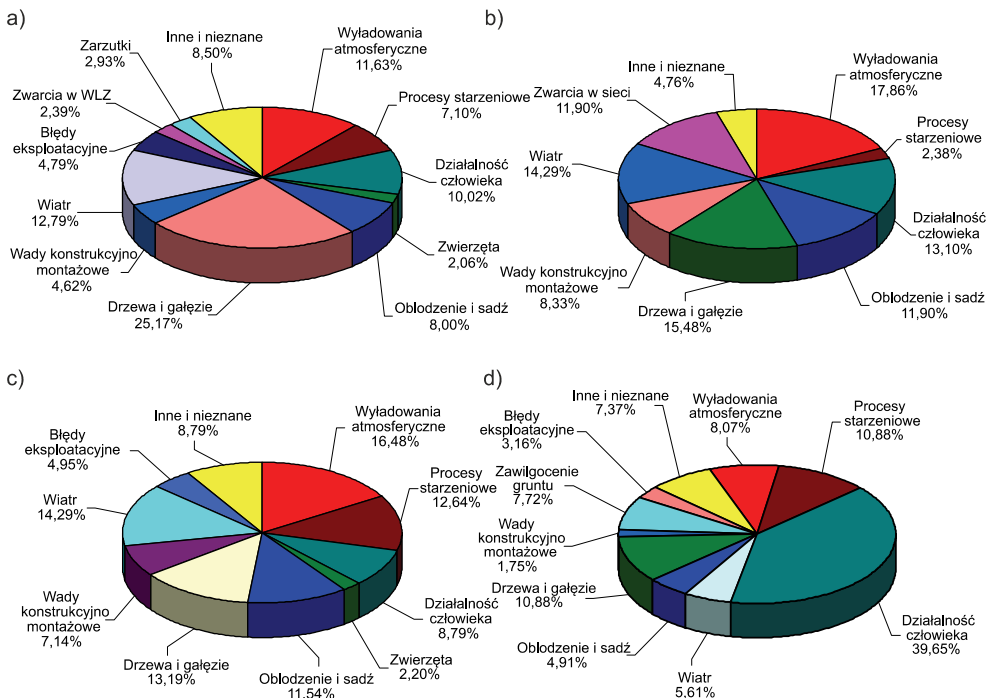 a)
Inne i nieznane
8,50%
Wyładowania
atmosferyczne
11,63%
Procesy starzeniowe
7,10%
Działalność
człowieka
10,02%
Zwierzęta
2,06%
Oblodzenie i sadź
8,00%
Drzewa i gałęzie
25,17%
Wady konstrukcyjno
montażowe
4,62%
Wiatr
12,79%
Błędy
eksploatacyjne
4,79%
Zwarcia w WLZ
2,39%
Zarzutki
2,93%
b)
Inne i nieznane
4,76%
Wyładowania
atmosferyczne
17,86%
Procesy
starzeniowe
2,38%
Działalność
człowieka
13,10%
Oblodzenie i sadź
11,90%
Drzewa i gałęzie
15,48%
Wady konstrukcyjno
montażowe
8,33%
Wiatr
14,29%
Zwarcia w sieci
11,90%
c)
Inne i nieznane
8,79%
Wyładowania
atmosferyczne
16,48%
Procesy
starzeniowe
12,64%
Działalność
człowieka
8,79%
Zwierzęta
2,20%
Oblodzenie i sadź
11,54%
Drzewa i gałęzie
13,19%
Wady
konstrukcyjno
montażowe
7,14%
Wiatr
14,29%
Błędy
eksploatacyjne
4,95%
d)
Inne i nieznane
7,37%
Wyładowania
atmosferyczne
8,07%
Procesy
starzeniowe
10,88%
Działalność
człowieka
39,65%
Wiatr
5,61%
Oblodzenie i sadź
4,91%
Drzewa i gałęzie
10,88%
Wady
konstrukcyjno
montażowe
1,75%
Zawilgocenie
gruntu
7,72%
Błędy
eksploatacyjne
3,16%